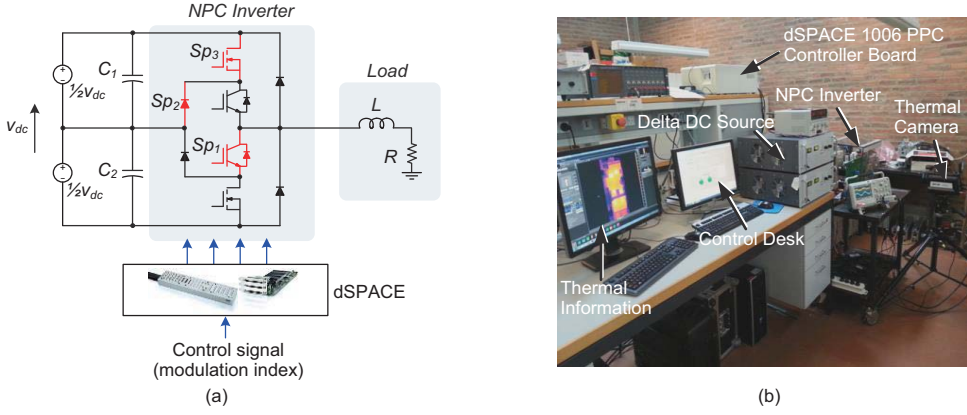 NPC Inverter
Sp3
C1
½vdc
Sp2
vdc
Sp1
C2
½vdc
Load
L
R
dSPACE
Control signal
(modulation index)
(a)
dSPACE 1006 PPC
Controller Board
NPC Inverter
Thermal
Camera
Delta DC Source
Control Desk
Thermal
Information
(b)